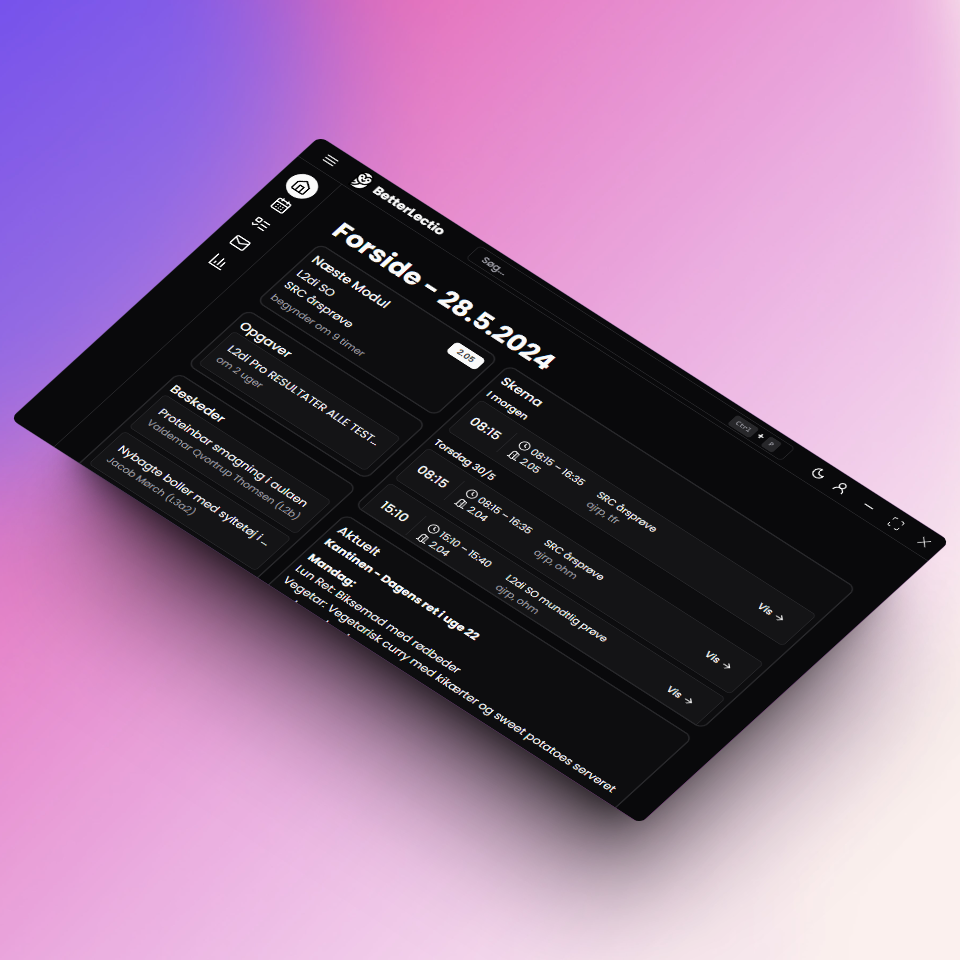 BetterLectio
Søg...
Ctrl + P
Forside - 28.5.2024
Næste Modul
L2di SO
SRC årsprøve
begynder om 9 timer
2.05
Opgaver
L2di Pro RESULTATER ALLE TEST...
om 2 uger
Beskeder
Proteinbar smagning i aulaen
Valdemar Qvortrup Thomsen (L2b)
Nybagte boller med syltetøj i...
Jacob Mørch (L3a2)
Skema
I morgen
08:15
08:15 - 16:35
2.05
SRC årsprøve
ajrp, tfr
Vis →
Torsdag 30/5
08:15
08:15 - 16:35
2.04
SRC årsprøve
ajrp, ohm
Vis →
15:10
15:10 - 15:40
2.04
L2di SO mundtlig prøve
ajrp, ohm
Vis →
Aktuelt
Kantinen - Dagens ret i uge 22
Mandag:
Lun Ret: Biksemad med rødbeder
Vegetar: Vegetarisk curry med kikærter og sweet potatoes serveret